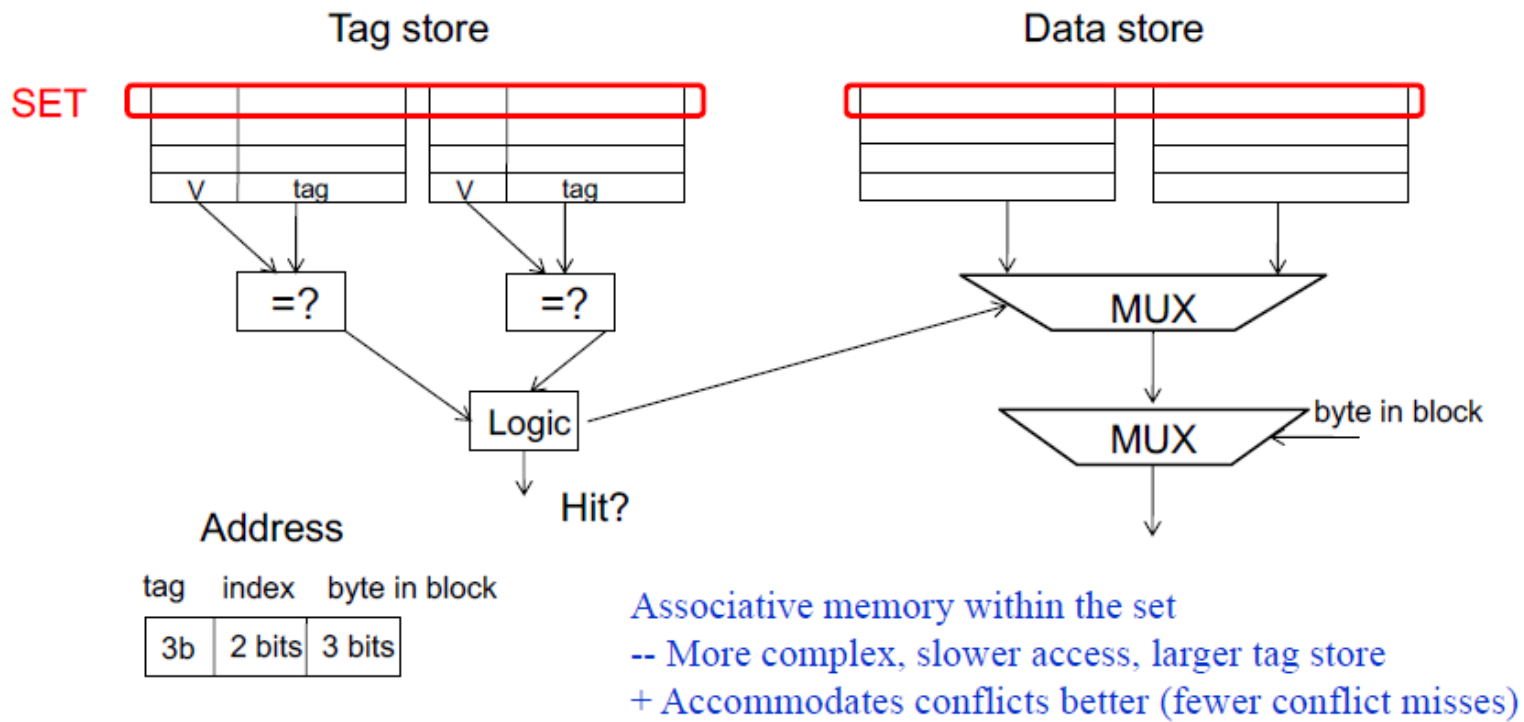 Tag store
Data store
SET
V tag V tag
=? =?
MUX
Logic
MUX
byte in block
Hit?
Address
tag index byte in block
3b 2 bits 3 bits
Associative memory within the set
-- More complex, slower access, larger tag store
+ Accommodates conflicts better (fewer conflict misses)